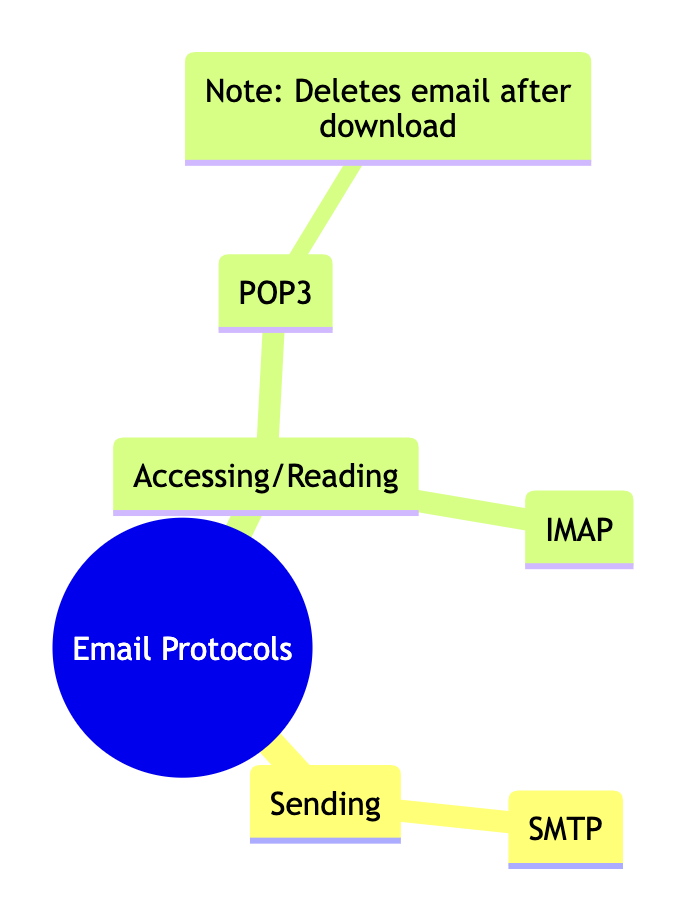 Note: Deletes email after
download
POP3
Accessing/Reading
IMAP
Email Protocols
Sending
SMTP